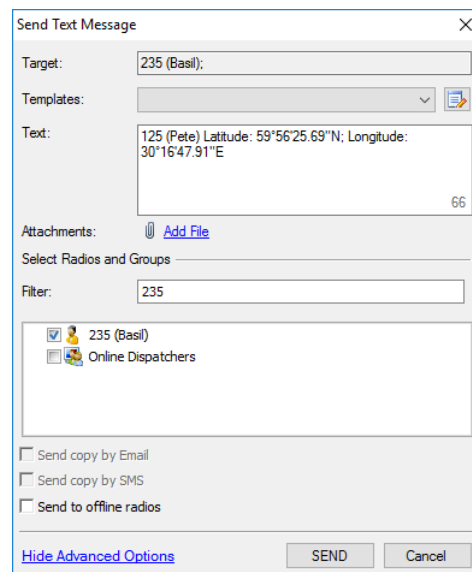 Send Text Message
Target: 235 (Basil);
Templates:
Text: 125 (Pete) Latitude: 59°56'25.69"N; Longitude:
30°16'47.91"E
66
Attachments: Add File
Select Radios and Groups
Filter: 235
235 (Basil)
Online Dispatchers
Send copy by Email
Send copy by SMS
Send to offline radios
Hide Advanced Options SEND Cancel